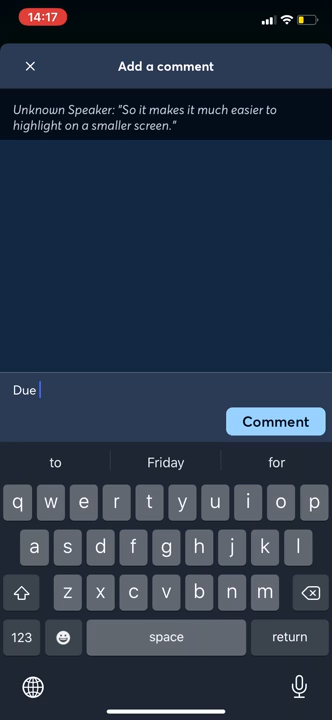 14:17
Add a comment
Unknown Speaker: "So it makes it much easier to
highlight on a smaller screen."
Due
Comment
to Friday for
q w e r t y u i o p
a s d f g h j k l
z x c v b n m
123 space return